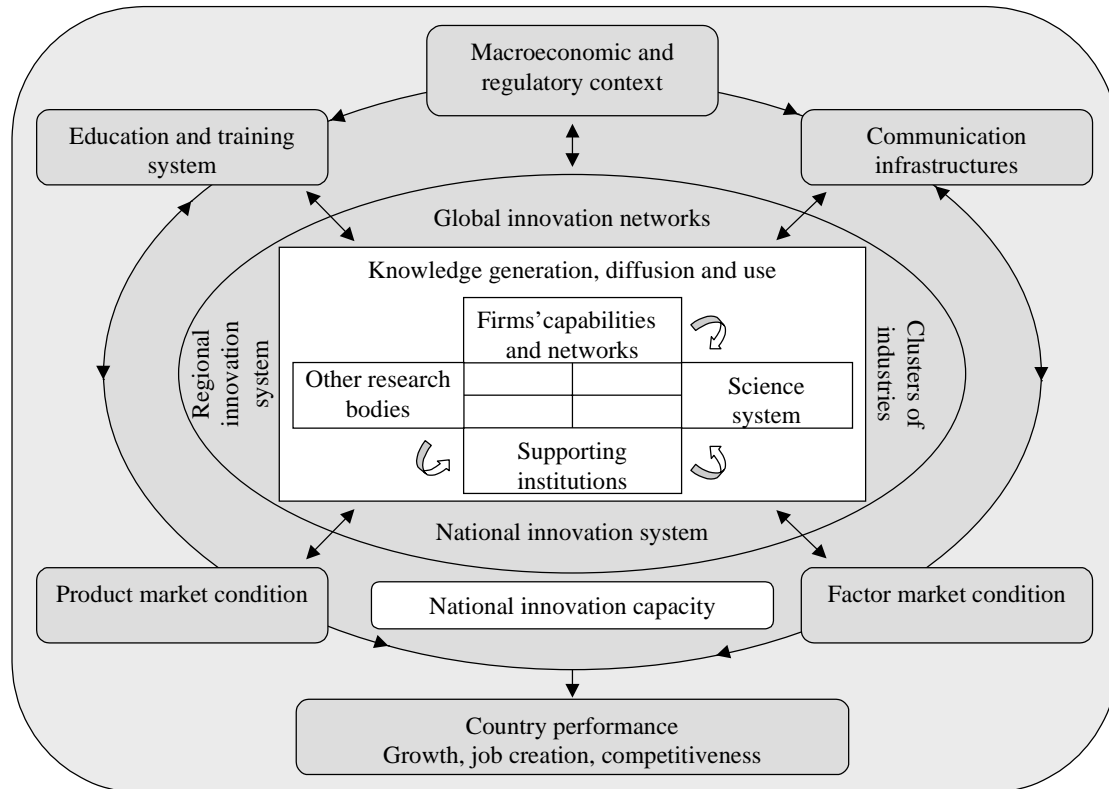 Macroeconomic and
regulatory context
Education and training
system
Communication
infrastructures
Global innovation networks
Knowledge generation, diffusion and use
Firms’capabilities
and networks
Regional
innovation
system
Other research
bodies
Science
system
Clusters of
industries
Supporting
institutions
National innovation system
Product market condition
National innovation capacity
Factor market condition
Country performance
Growth, job creation, competitiveness